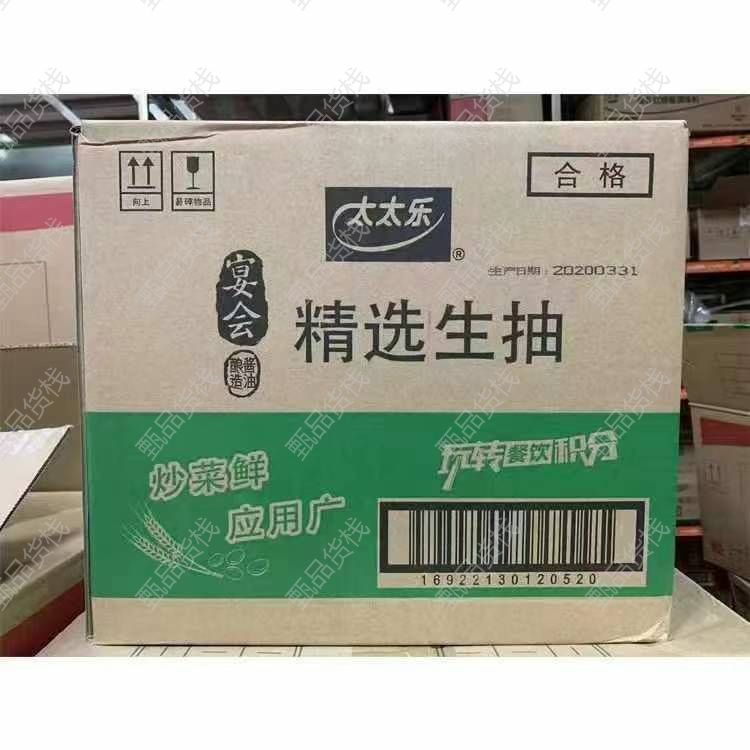 向上
易碎物品
太太乐
®
合格
生产日期：20200331
宴会
酿造酱油
精选生抽
炒菜鲜
应用广
玩转餐饮积分
16922130120520
甄品货栈